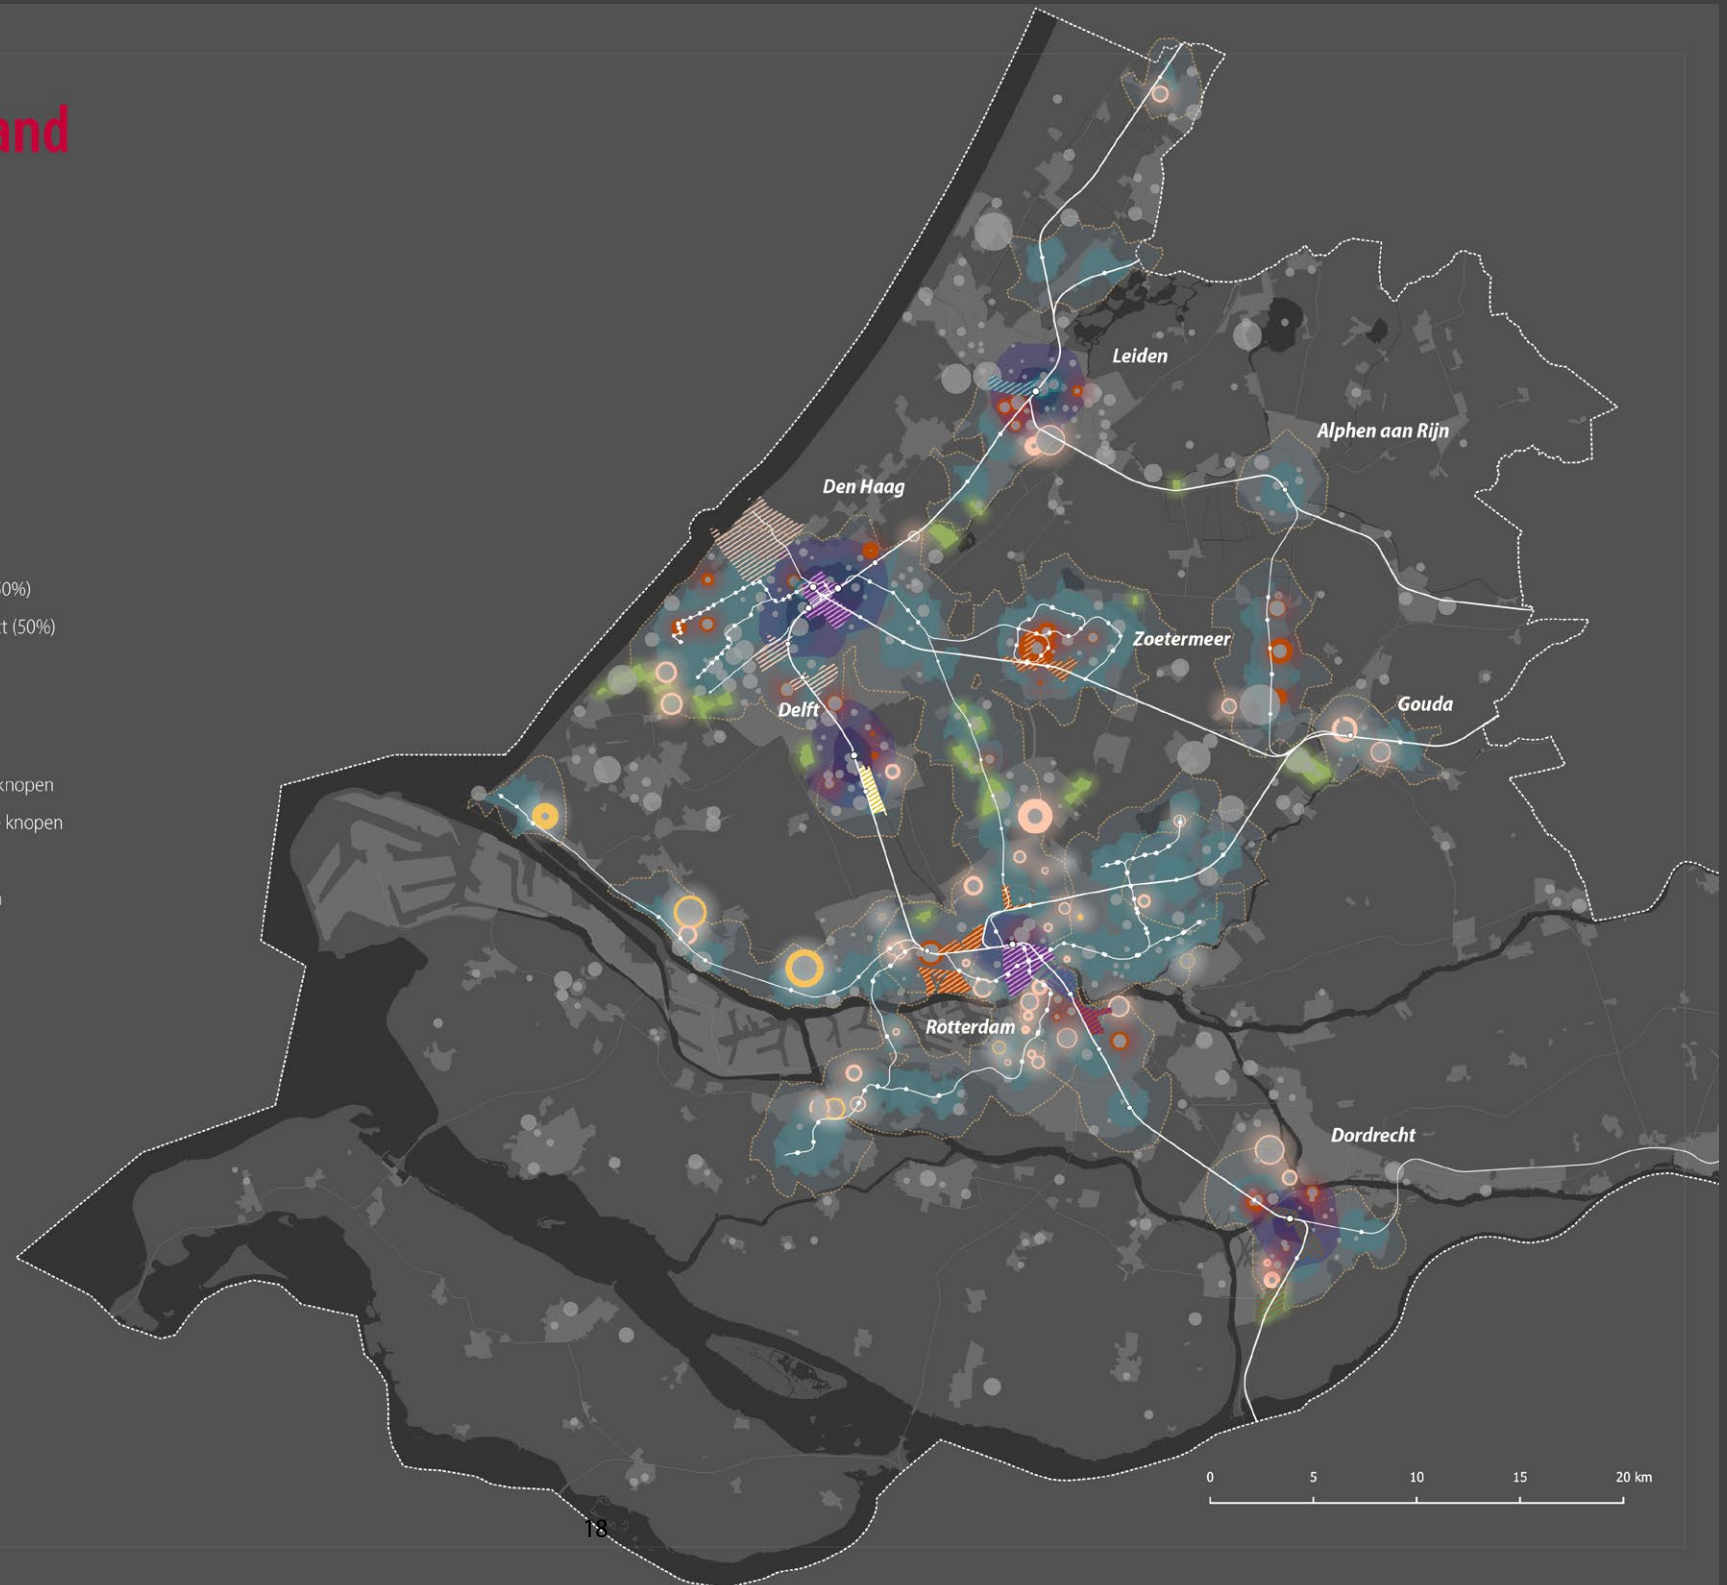 and
0%)
t (50%)
knopen
knopen
Leiden
Alphen aan Rijn
Den Haag
Zoetermeer
Gouda
Delft
Rotterdam
Dordrecht
0 5 10 15 20 km
18